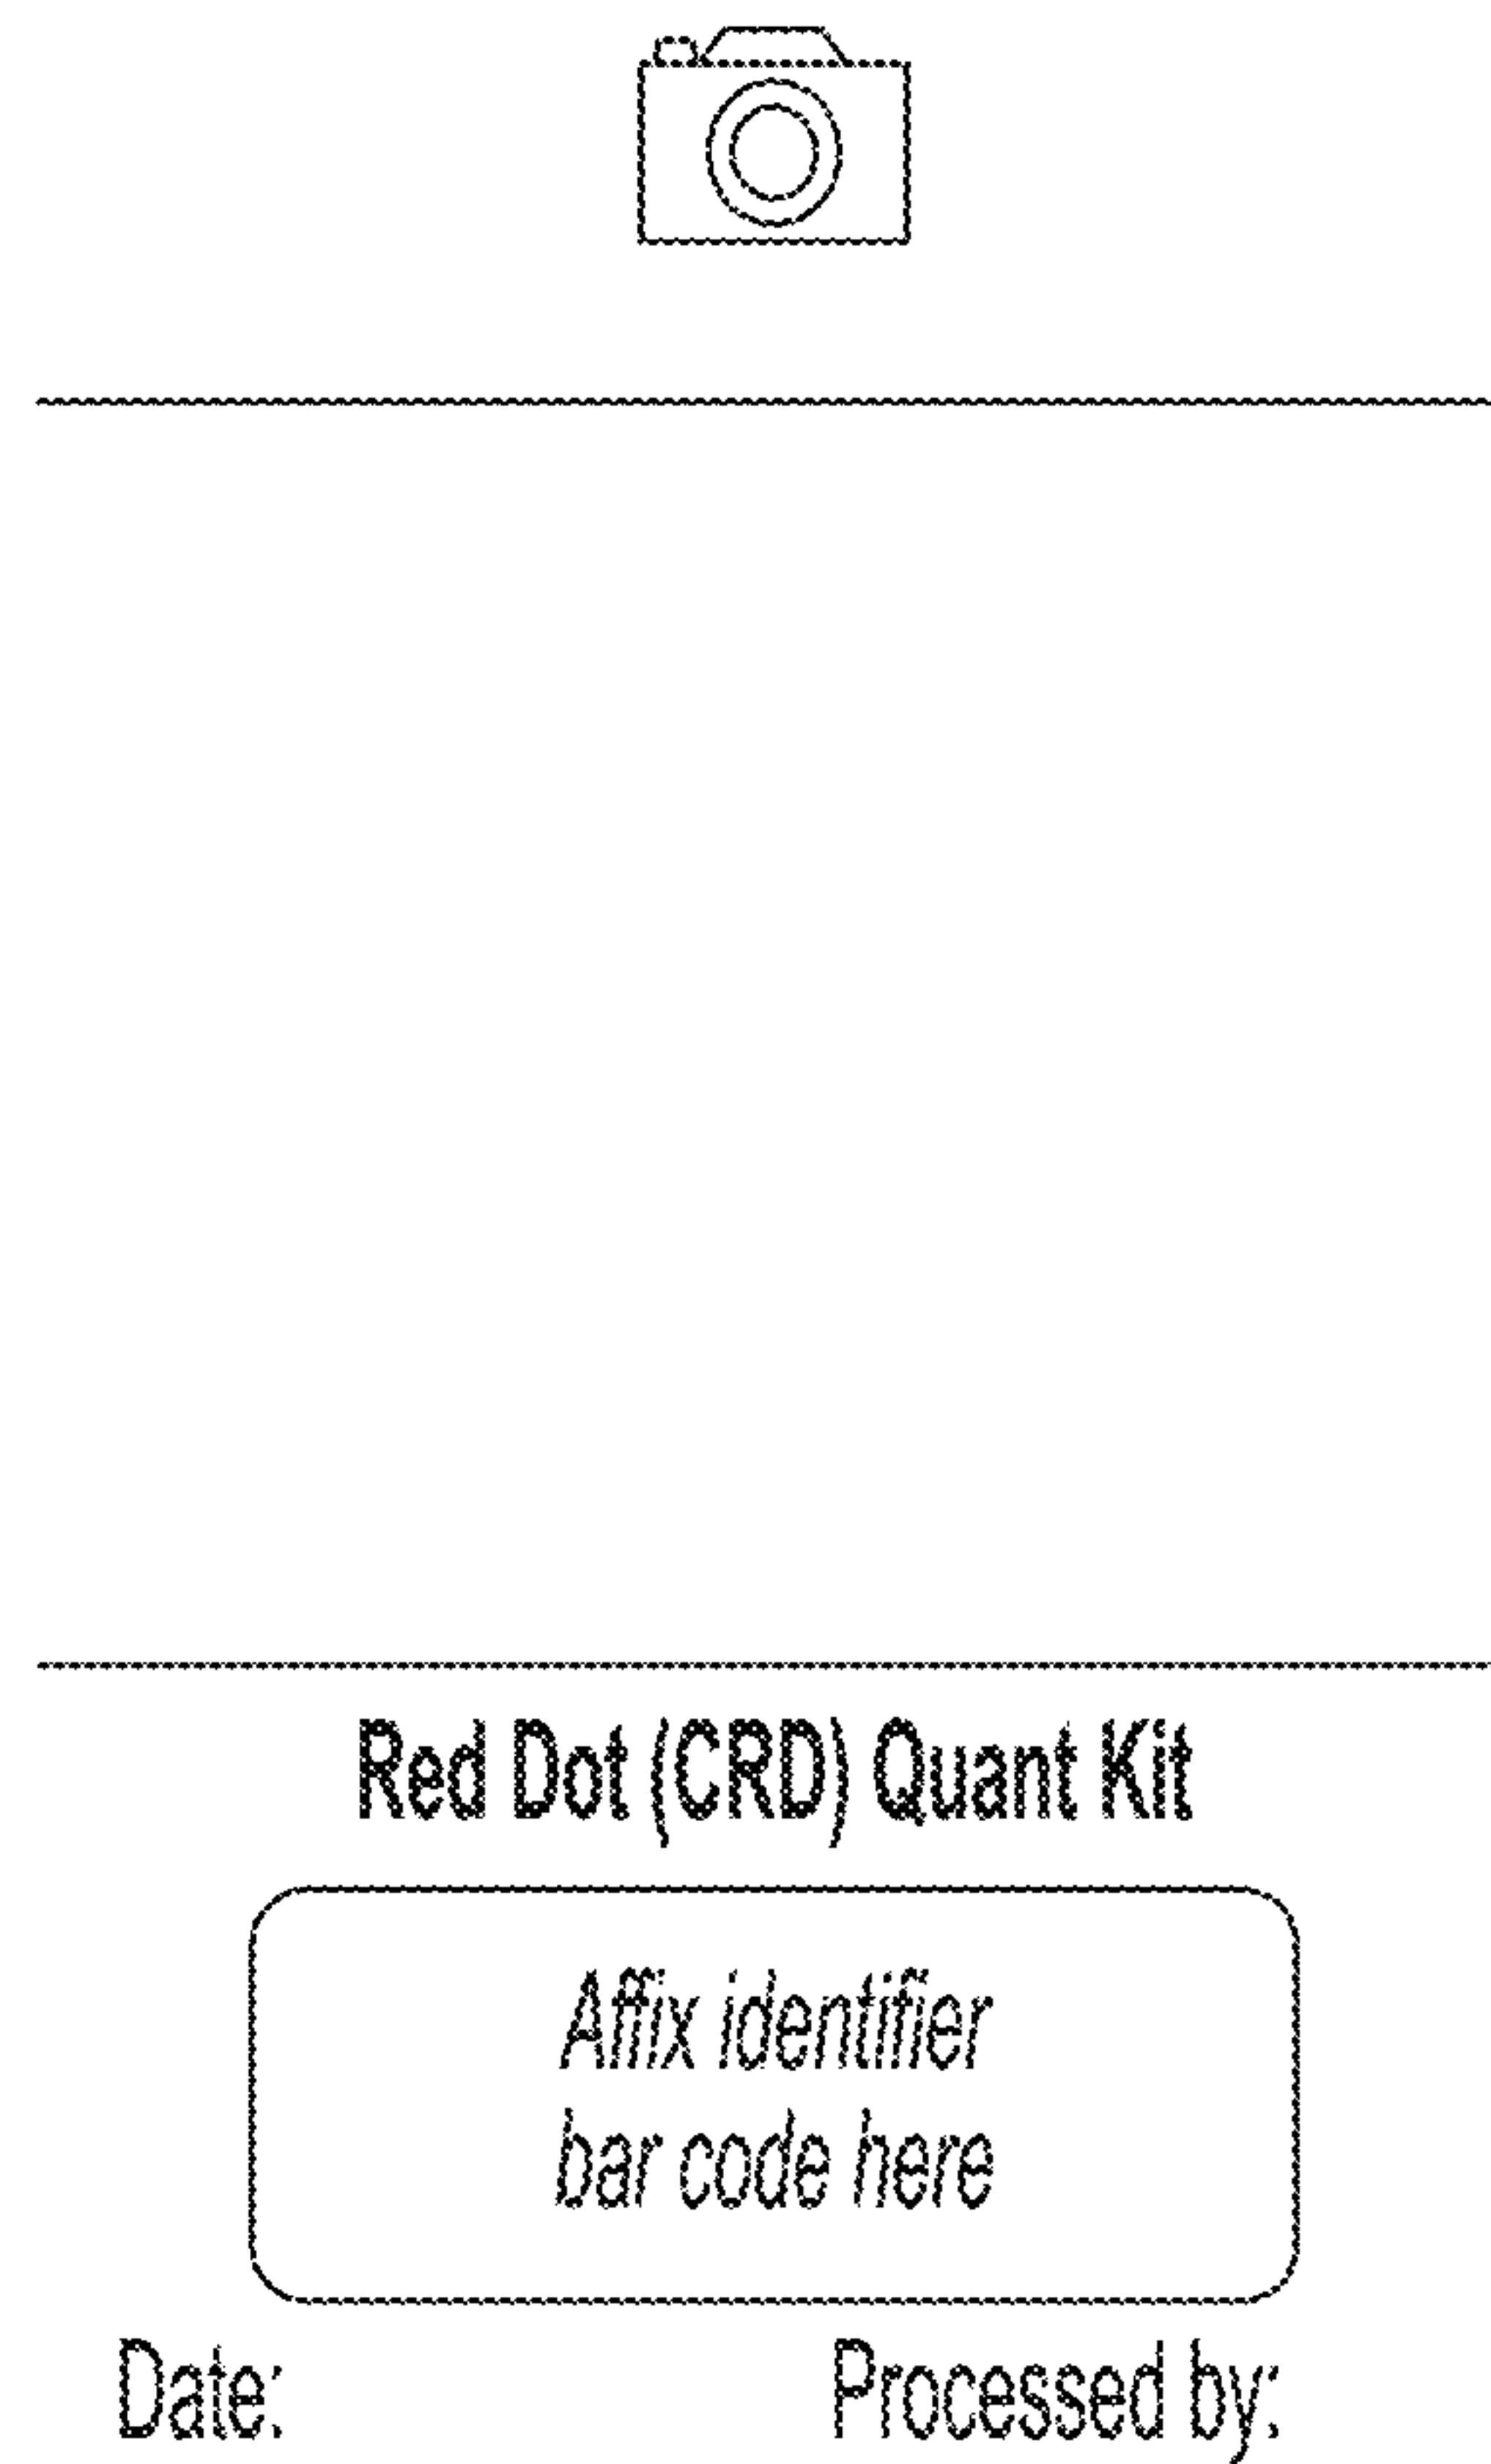 Red Dot (CRD) Quant Kit
Affix identifier
bar code here
Date: Processed by: